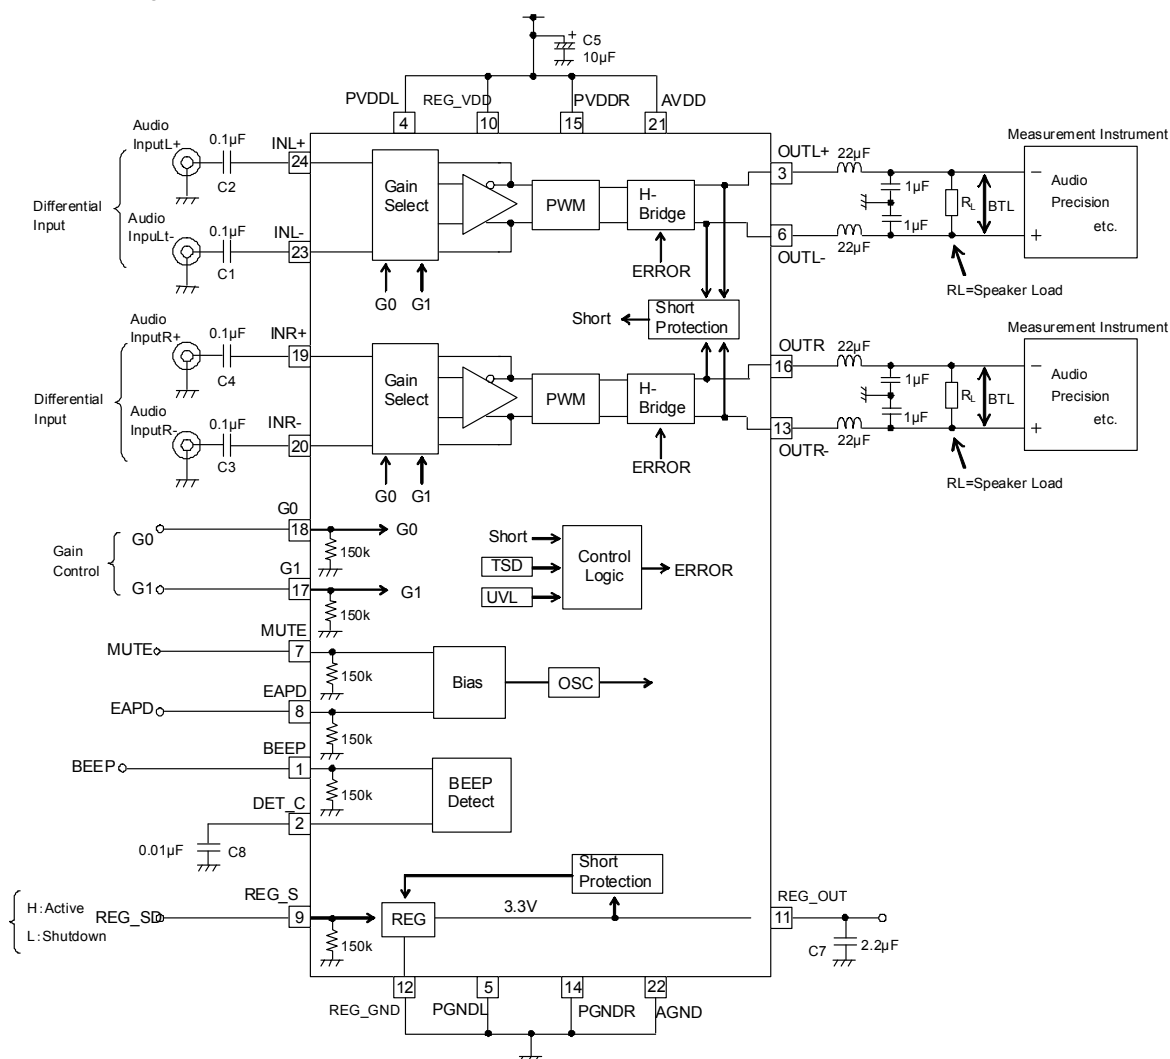 C5
10µF
PVDDL
REG_VDD
PVDDR
AVDD
4
10
15
21
Audio
InputL+
0.1µF
INL+
24
C2
Differential
Input
Audio
InpuLt-
0.1µF
INL-
23
C1
Gain
Select
PWM
H-
Bridge
G0
G1
ERROR
OUTL+
3
22µF
1µF
1µF
RL
BTL
6
OUTL-
22µF
RL=Speaker Load
Measurement Instrument
−
+
Audio
Precision
etc.
Short
Short
Protection
Audio
InputR+
0.1µF
INR+
19
C4
Differential
Input
Audio
InputR-
0.1µF
INR-
20
C3
Gain
Select
PWM
H-
Bridge
G0
G1
ERROR
OUTR
16
22µF
1µF
1µF
RL
BTL
13
OUTR-
22µF
RL=Speaker Load
Measurement Instrument
−
+
Audio
Precision
etc.
Gain
Control
G0
G0
18
150k
G0
G1
G1
17
150k
G1
Short
TSD
UVL
Control
Logic
ERROR
MUTE
MUTE
7
150k
EAPD
EAPD
8
150k
Bias
OSC
BEEP
BEEP
1
150k
DET_C
2
BEEP
Detect
0.01µF
C8
H:Active
L:Shutdown
REG_SD
REG_S
9
150k
REG
3.3V
Short
Protection
REG_OUT
11
C7
2.2µF
12
5
14
22
REG_GND
PGNDL
PGNDR
AGND